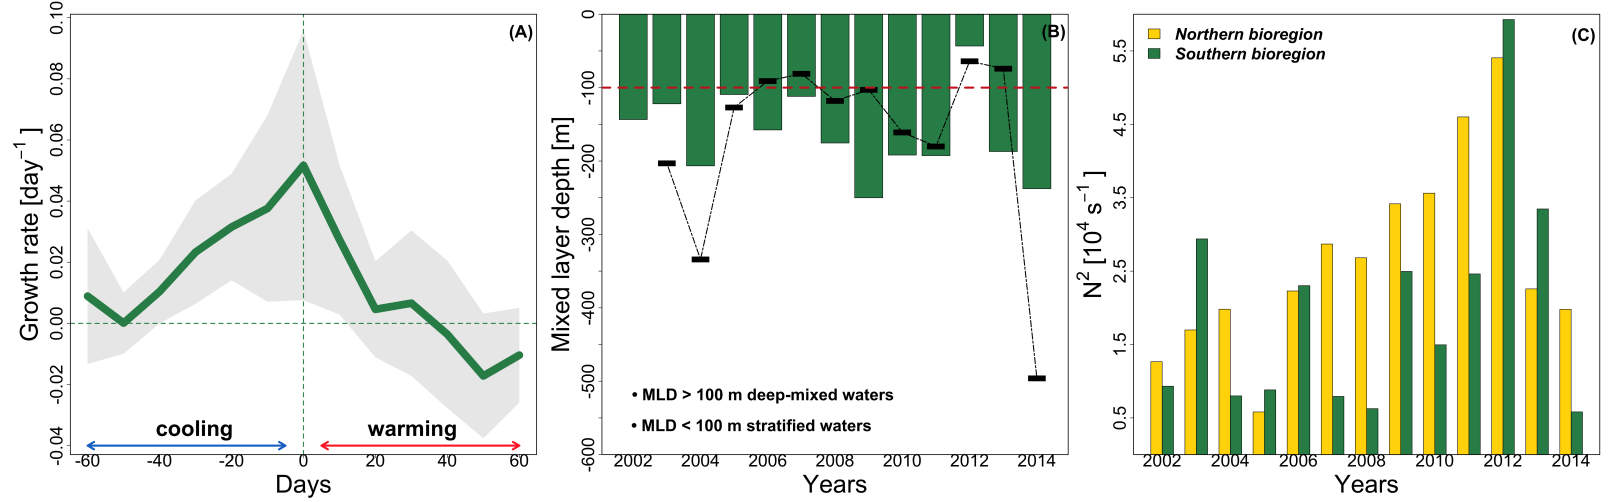 (A)
Growth rate [day⁻¹]
0.10
0.08
0.06
0.04
0.02
0.00
-0.02
-0.04
cooling
warming
-60 -40 -20 0 20 40 60
Days
(B)
Mixed layer depth [m]
0
-100
-200
-300
-400
-500
-600
• MLD > 100 m deep-mixed waters
• MLD < 100 m stratified waters
2002 2004 2006 2008 2010 2012 2014
Years
(C)
Northern bioregion
Southern bioregion
N² [10⁴ s⁻¹ ]
5.5
4.5
3.5
2.5
1.5
0.5
2002 2004 2006 2008 2010 2012 2014
Years